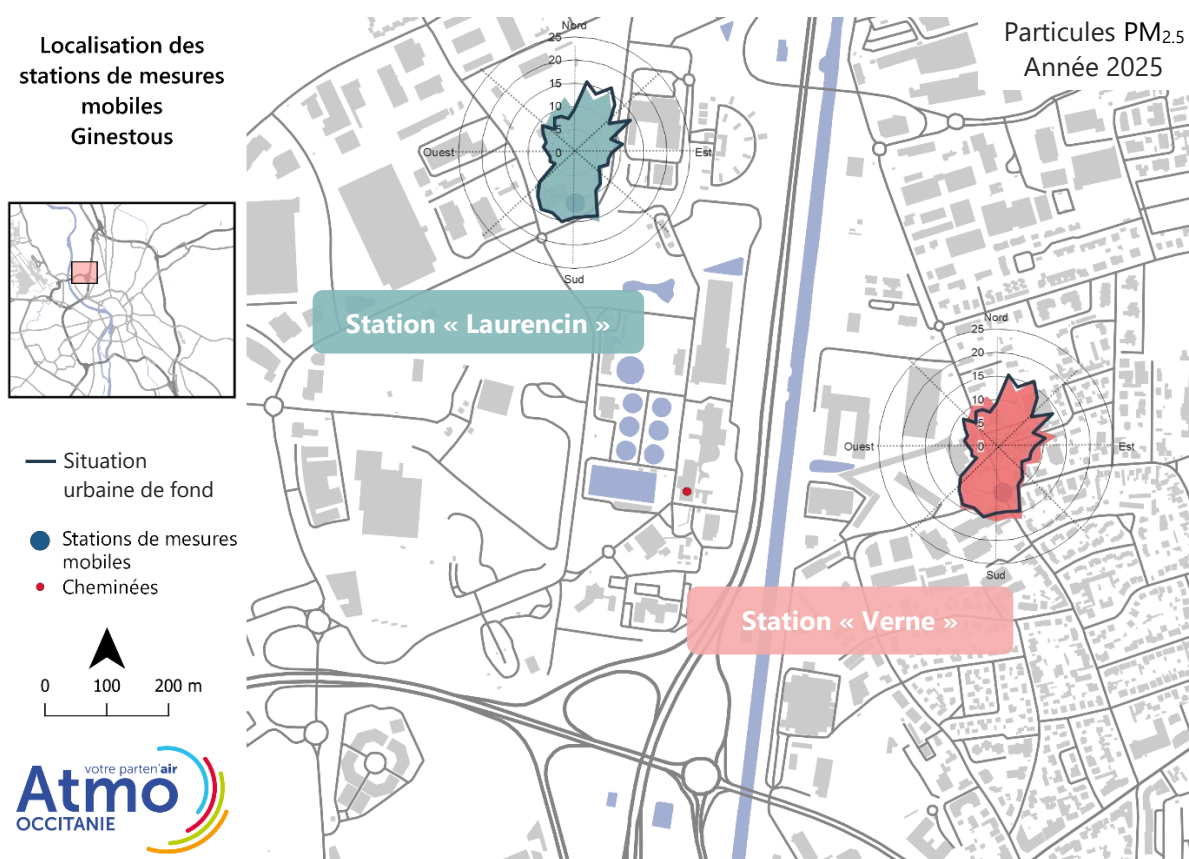 Localisation des
stations de mesures
mobiles
Ginestous
Particules PM2.5
Année 2025
Nord
25
20
15
10
5
0
Ouest
Est
Sud
Station « Laurencin »
Nord
25
20
15
10
5
0
Ouest
Est
Sud
Station « Verne »
Situation
urbaine de fond
Stations de mesures
mobiles
Cheminées
0 100 200 m
votre parten'air
Atmo
OCCITANIE